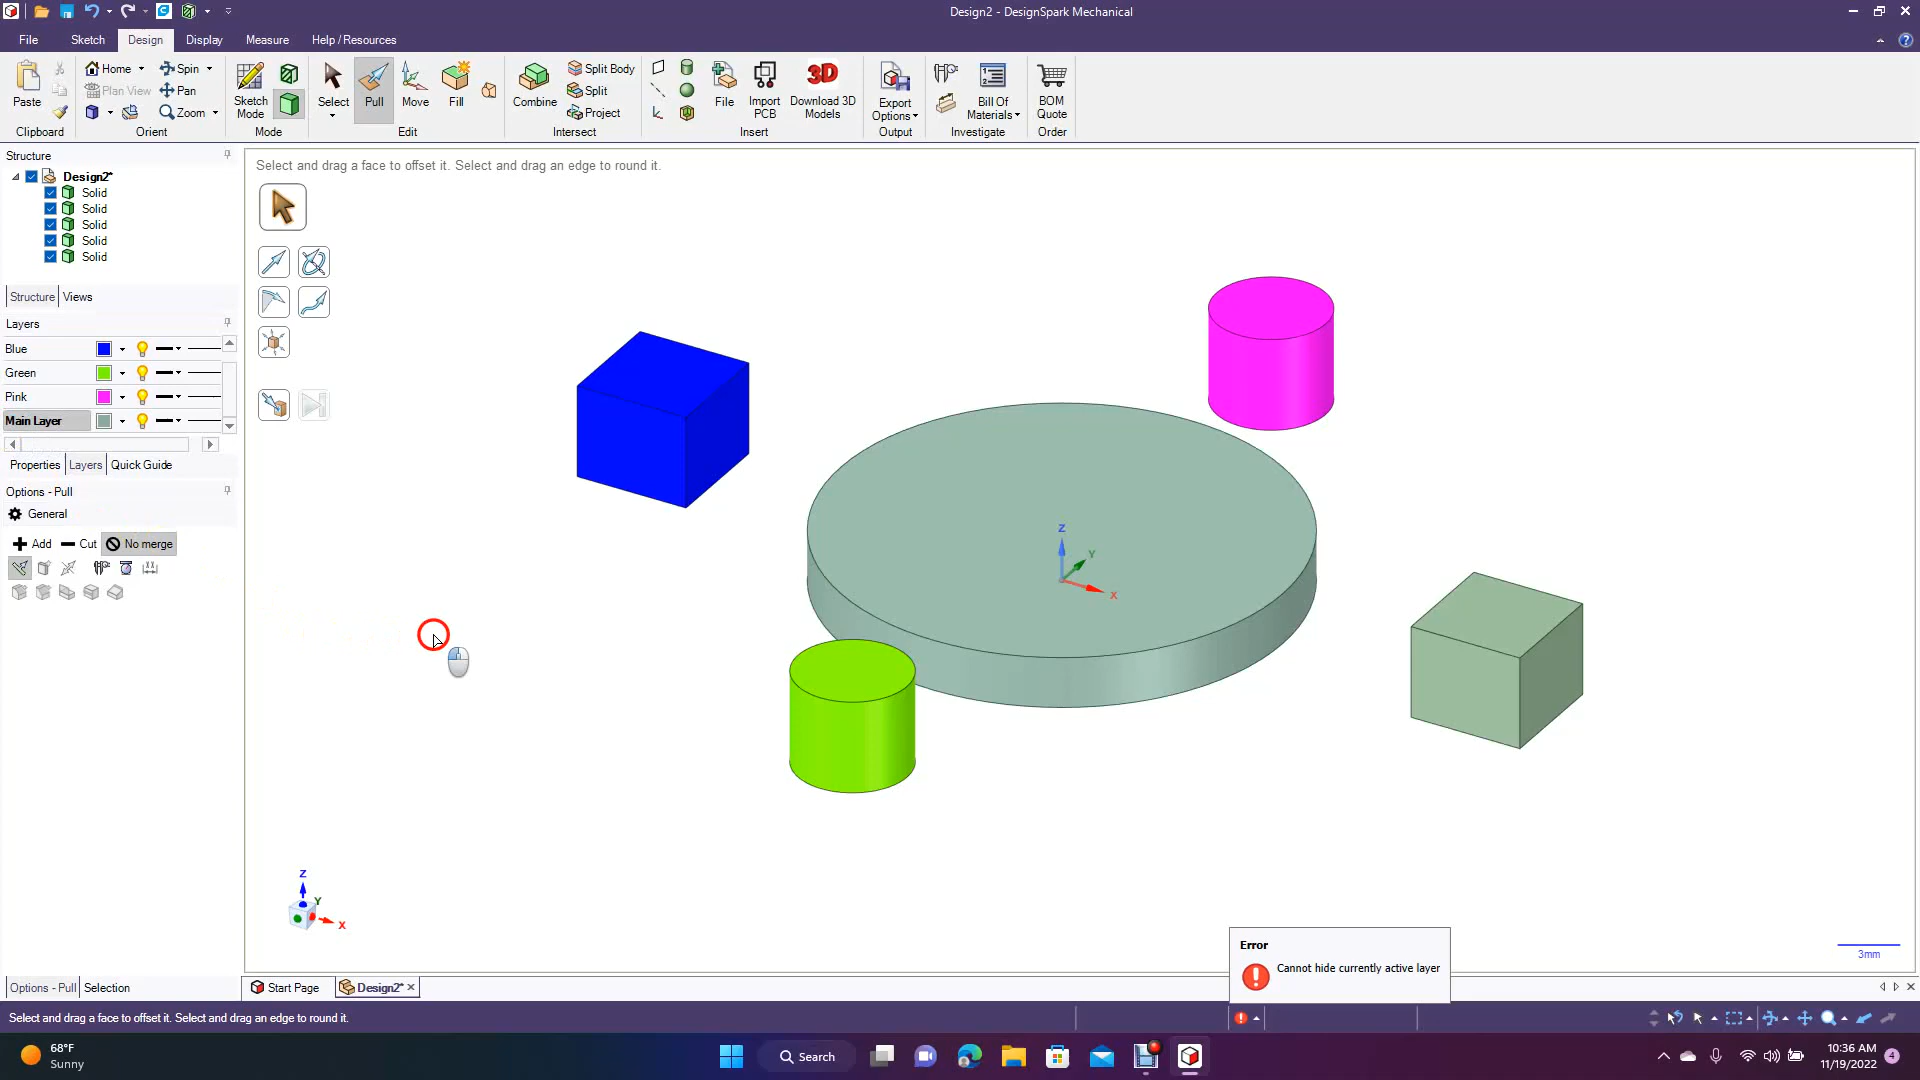 Design2 - DesignSpark Mechanical
File Sketch Design Display Measure Help / Resources
Paste
Clipboard
Home Spin
Plan View Pan
Zoom
Orient
Sketch Mode
Mode
Select Pull Move Fill
Edit
Combine
Split Body
Split
Project
Intersect
File Import PCB Download 3D Models
3D
Insert
Export Options
Output
Bill Of Materials
Investigate
BOM Quote
Order
Structure
Design2*
Solid
Solid
Solid
Solid
Solid
Structure Views
Layers
Blue
Green
Pink
Main Layer
Properties Layers Quick Guide
Options - Pull
General
Add Cut No merge
Select and drag a face to offset it. Select and drag an edge to round it.
Z
Y
X
Z
Y
X
Error
Cannot hide currently active layer
3mm
Options - Pull Selection
Start Page Design2*
Select and drag a face to offset it. Select and drag an edge to round it.
68°F
Sunny
Search
10:36 AM
11/19/2022
4